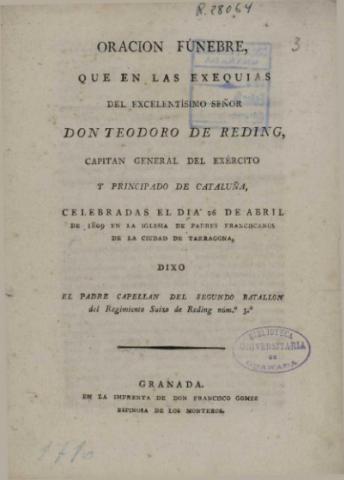 R.28064
3
ORACION FÚNEBRE,
QUE EN LAS EXEQUIAS
DEL EXCELENTÍSIMO SEÑOR
DON TEODORO DE REDING,
CAPITAN GENERAL DEL EXÉRCITO
Y PRINCIPADO DE CATALUÑA,
CELEBRADAS EL DIA 26 DE ABRIL
DE 1809 EN LA IGLESIA DE PADRES FRANCISCANOS
DE LA CIUDAD DE TARRAGONA,
DIXO
EL PADRE CAPELLAN DEL SEGUNDO BATALLON
del Regimiento Suizo de Reding núm.º 3.º
BIBLIOTECA
UNIVERSITARIA
DE
GRANADA
GRANADA.
EN LA IMPRENTA DE DON FRANCISCO GOMEZ
ESPINOSA DE LOS MONTEROS.